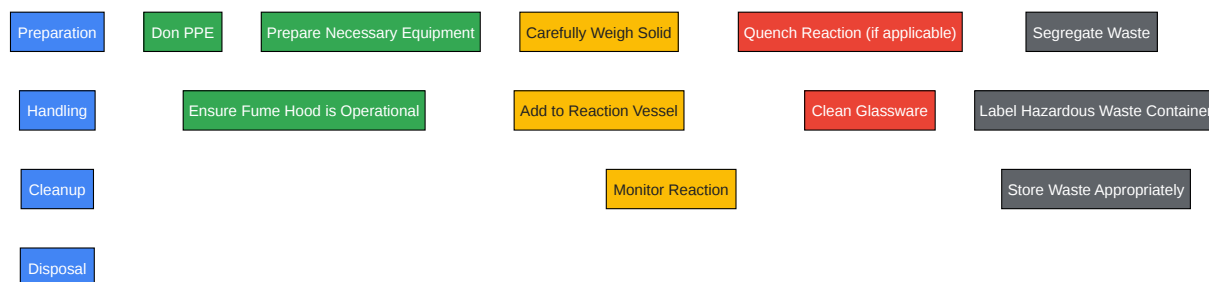 Preparation
Don PPE
Prepare Necessary Equipment
Carefully Weigh Solid
Quench Reaction (if applicable)
Segregate Waste
Handling
Ensure Fume Hood is Operational
Add to Reaction Vessel
Clean Glassware
Label Hazardous Waste Container
Cleanup
Monitor Reaction
Store Waste Appropriately
Disposal